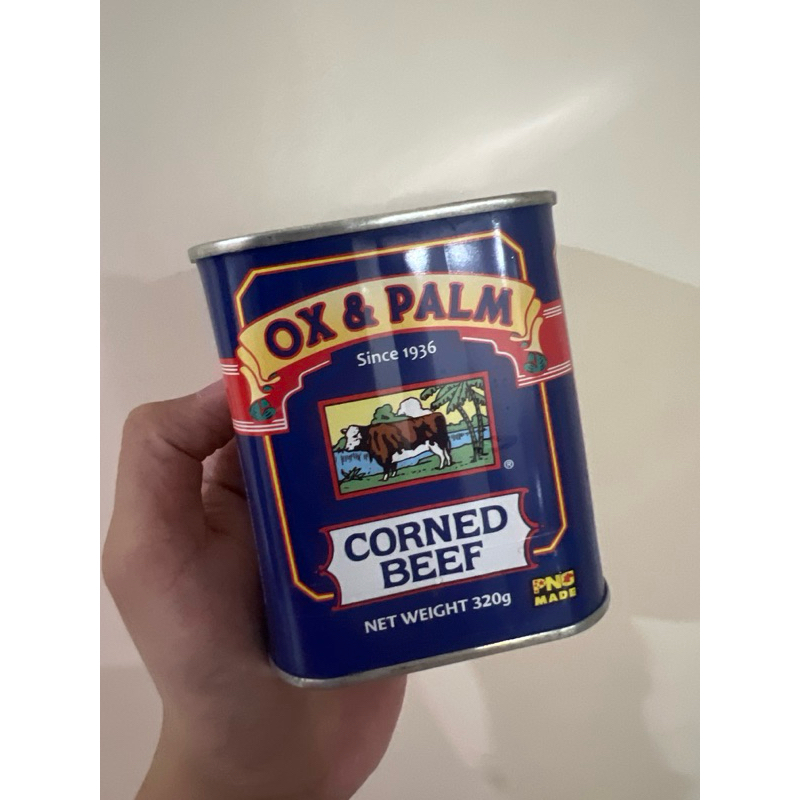 OX & PALM
Since 1936
®
CORNED
BEEF
NET WEIGHT 320g
PNG
MADE